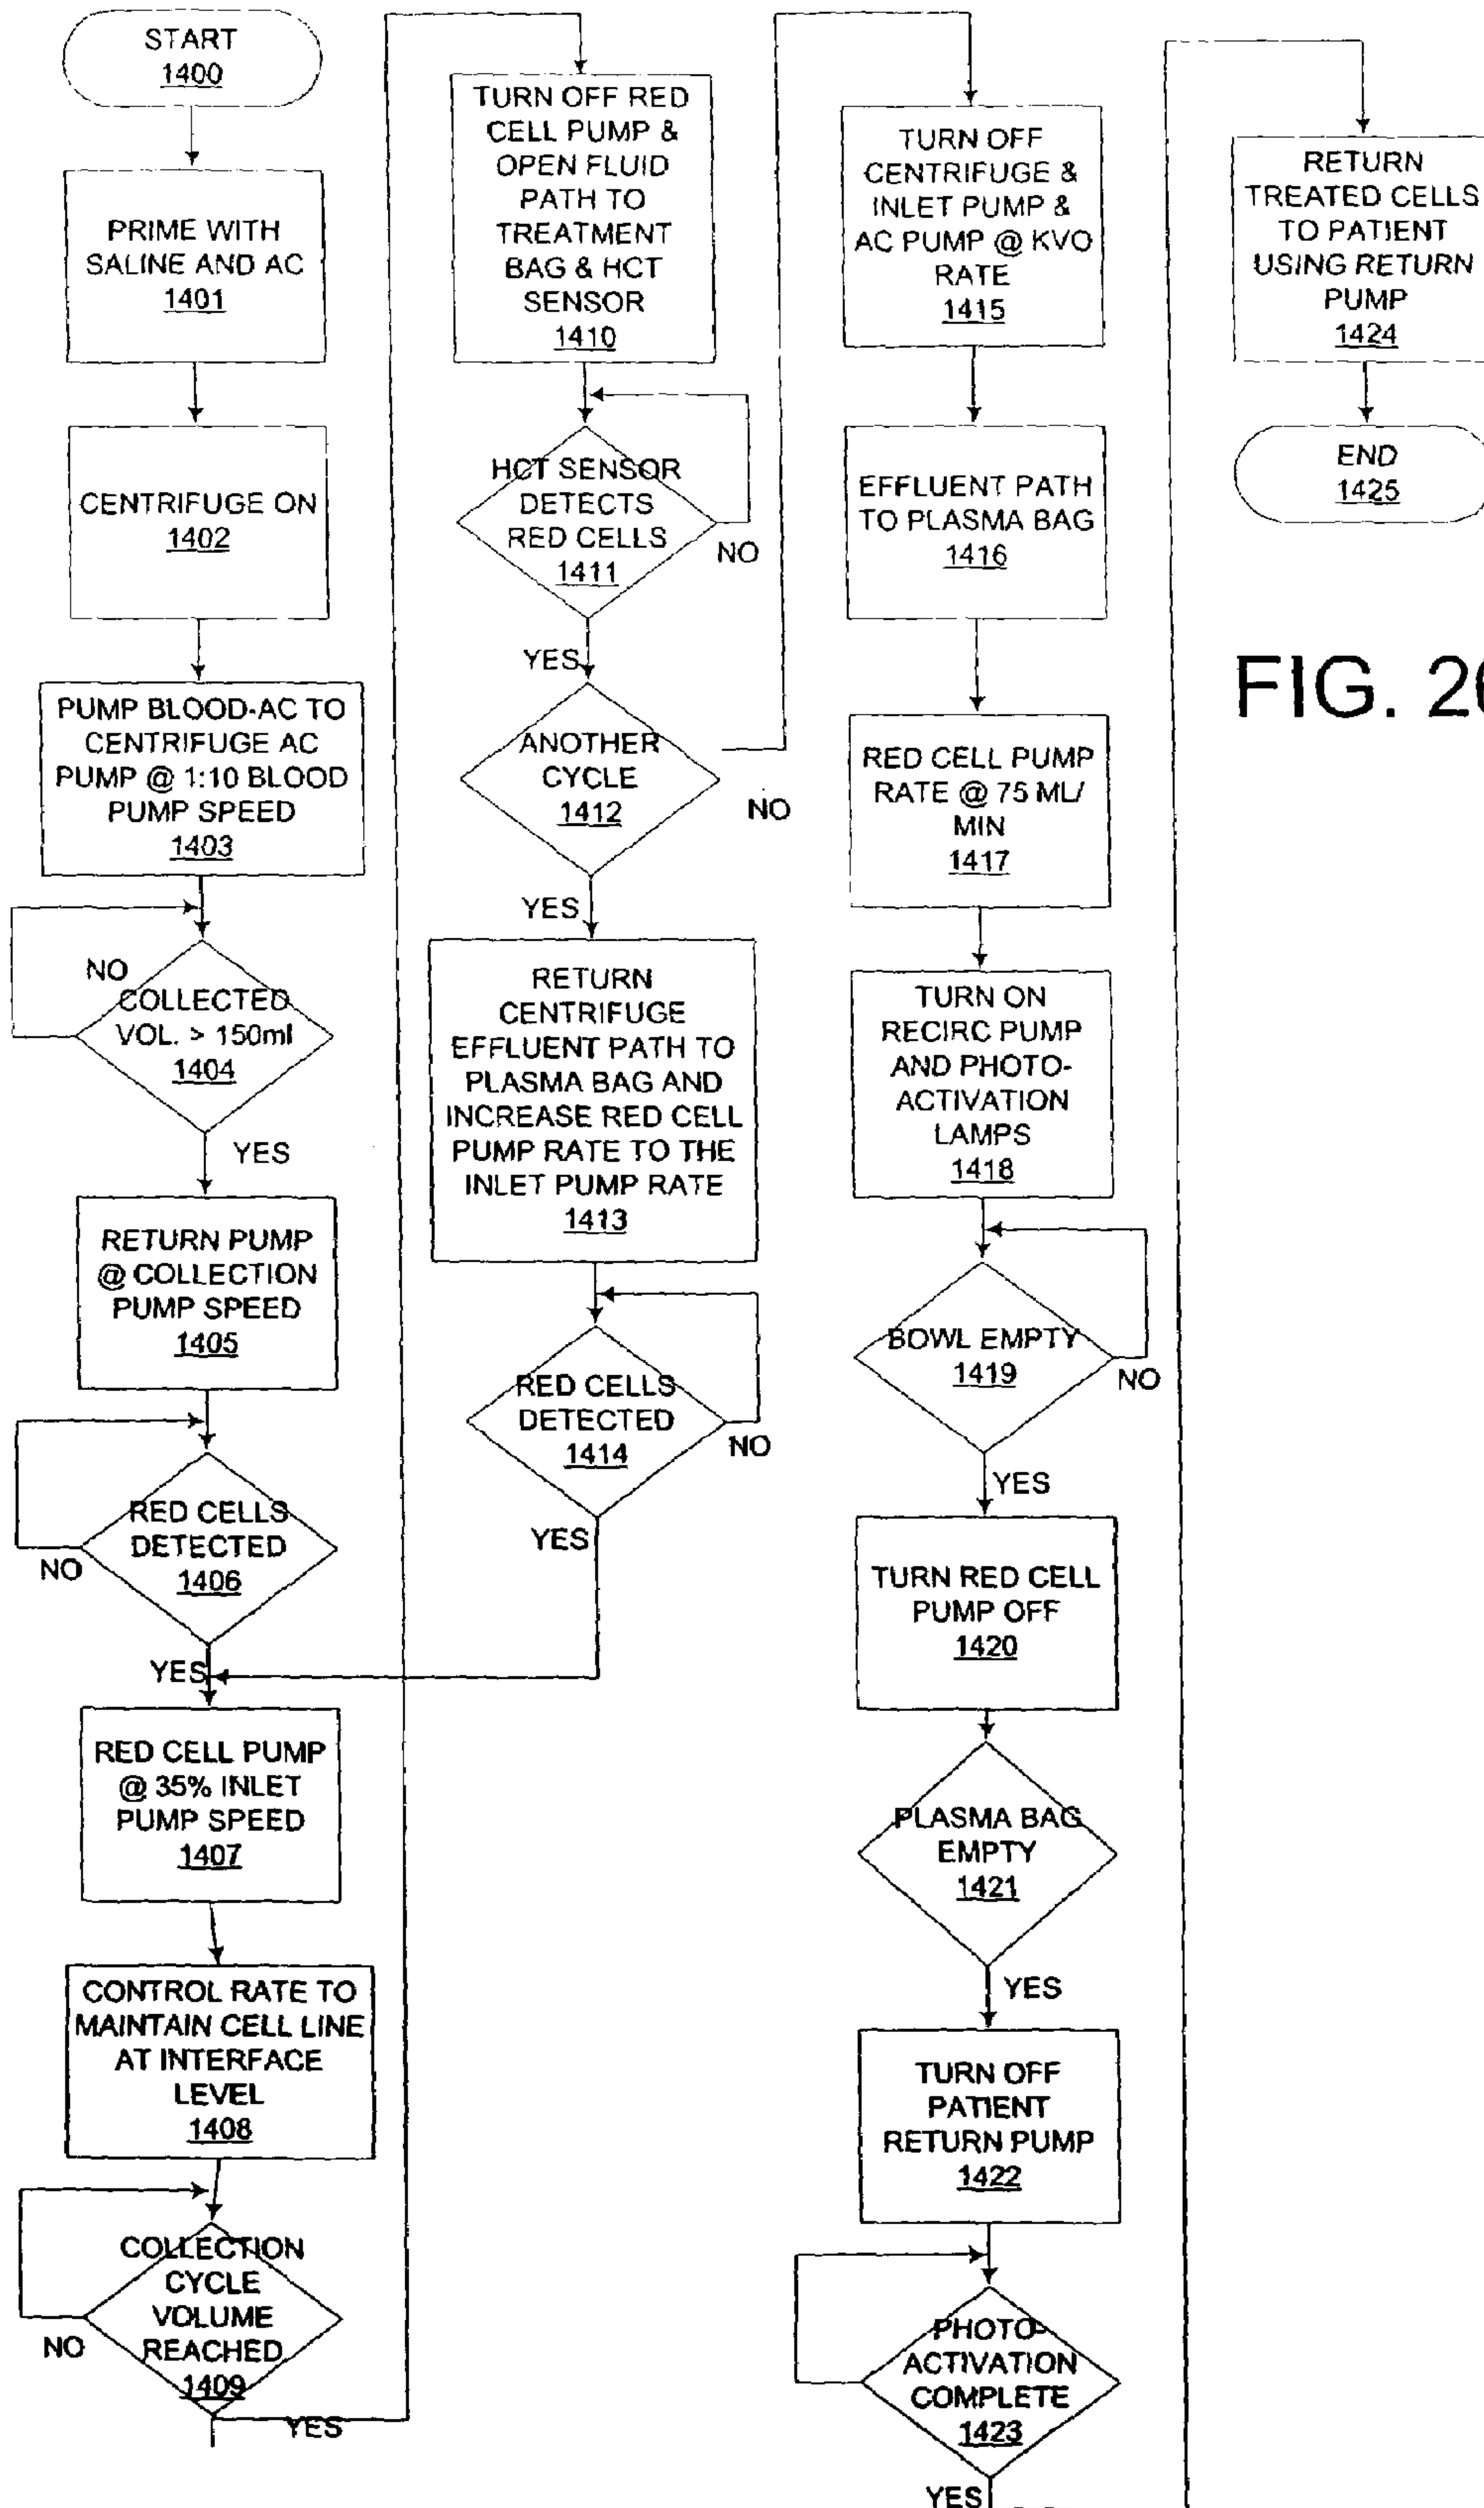 START
1400
PRIME WITH
SALINE AND AC
1401
CENTRIFUGE ON
1402
PUMP BLOOD-AC TO
CENTRIFUGE AC
PUMP @ 1:10 BLOOD
PUMP SPEED
1403
NO
COLLECTED
VOL. > 150ml
1404
YES
RETURN PUMP
@ COLLECTION
PUMP SPEED
1405
RED CELLS
DETECTED
1406
NO
YES
RED CELL PUMP
@ 35% INLET
PUMP SPEED
1407
CONTROL RATE TO
MAINTAIN CELL LINE
AT INTERFACE
LEVEL
1408
COLLECTION
CYCLE
VOLUME
REACHED
1409
NO
YES
TURN OFF RED
CELL PUMP &
OPEN FLUID
PATH TO
TREATMENT
BAG & HCT
SENSOR
1410
HCT SENSOR
DETECTS
RED CELLS
1411
NO
YES
ANOTHER
CYCLE
1412
NO
YES
RETURN
CENTRIFUGE
EFFLUENT PATH TO
PLASMA BAG AND
INCREASE RED CELL
PUMP RATE TO THE
INLET PUMP RATE
1413
RED CELLS
DETECTED
1414
NO
YES
TURN OFF
CENTRIFUGE &
INLET PUMP &
AC PUMP @ KVO
RATE
1415
EFFLUENT PATH
TO PLASMA BAG
1416
RED CELL PUMP
RATE @ 75 ML/
MIN
1417
TURN ON
RECIRC PUMP
AND PHOTO-
ACTIVATION
LAMPS
1418
BOWL EMPTY
1419
NO
YES
TURN RED CELL
PUMP OFF
1420
PLASMA BAG
EMPTY
1421
YES
TURN OFF
PATIENT
RETURN PUMP
1422
PHOTO-
ACTIVATION
COMPLETE
1423
YES
RETURN
TREATED CELLS
TO PATIENT
USING RETURN
PUMP
1424
END
1425
FIG. 2